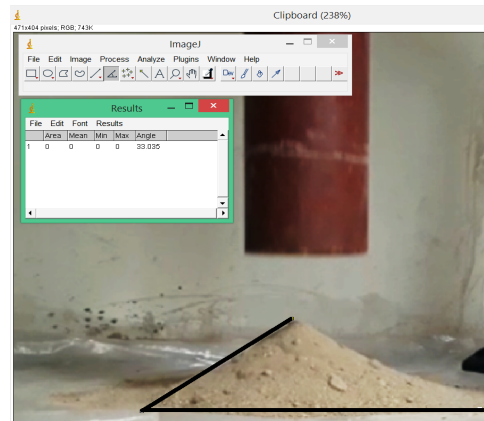 Clipboard (238%)
471x404 pixels; RGB; 743K
ImageJ
File Edit Image Process Analyze Plugins Window Help
A Dev
Results
File Edit Font Results
Area Mean Min Max Angle
1 0 0 0 0 33.035